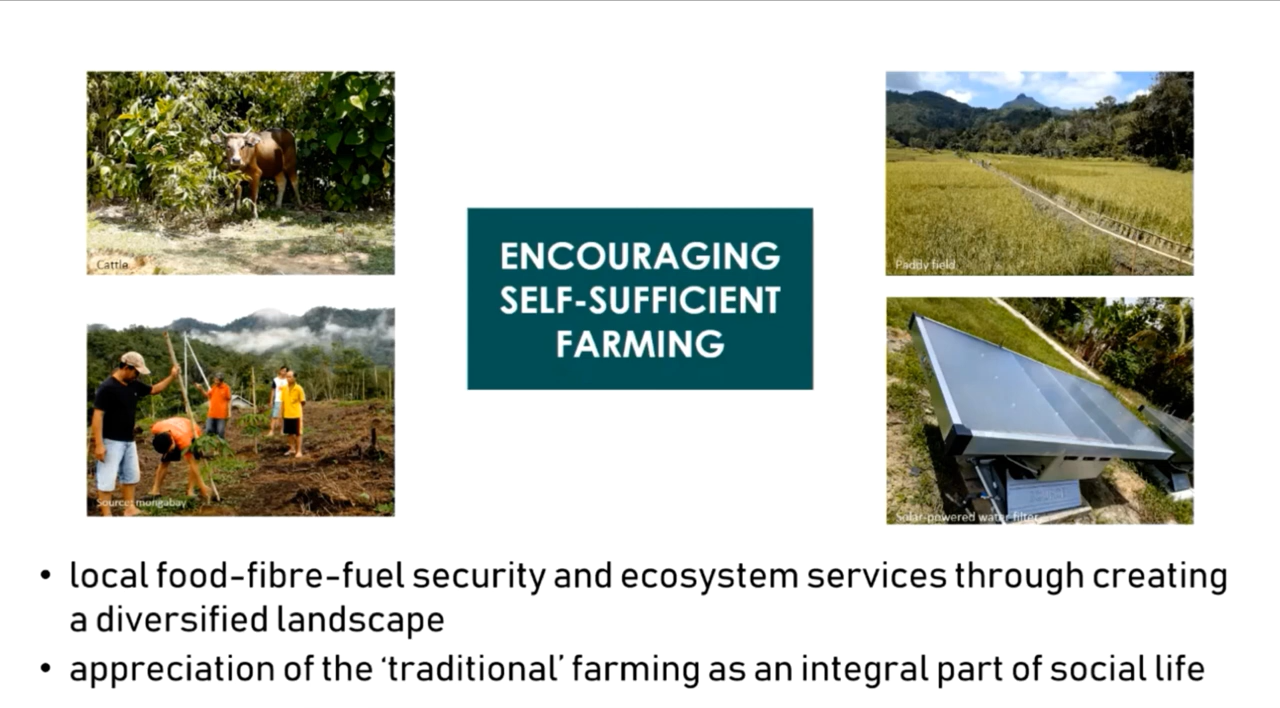 Cattle
Paddy field
ENCOURAGING
SELF-SUFFICIENT
FARMING
Source: mongabay
Solar-powered water filter
• local food-fibre-fuel security and ecosystem services through creating
a diversified landscape
• appreciation of the ‘traditional’ farming as an integral part of social life